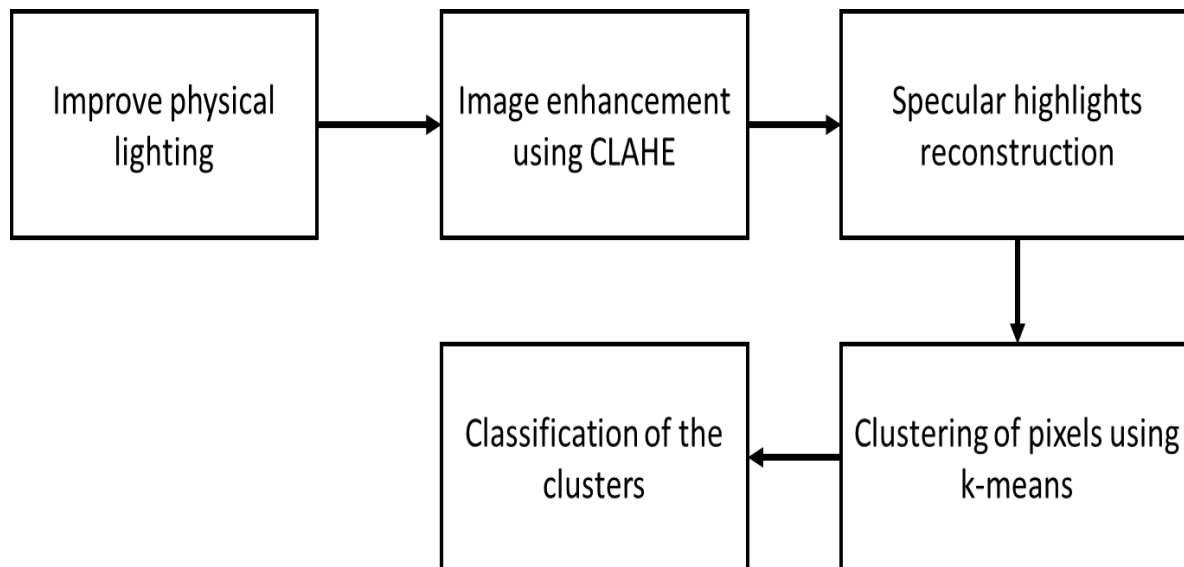 Improve physical
lighting
Image enhancement
using CLAHE
Specular highlights
reconstruction
Clustering of pixels using
k-means
Classification of the
clusters